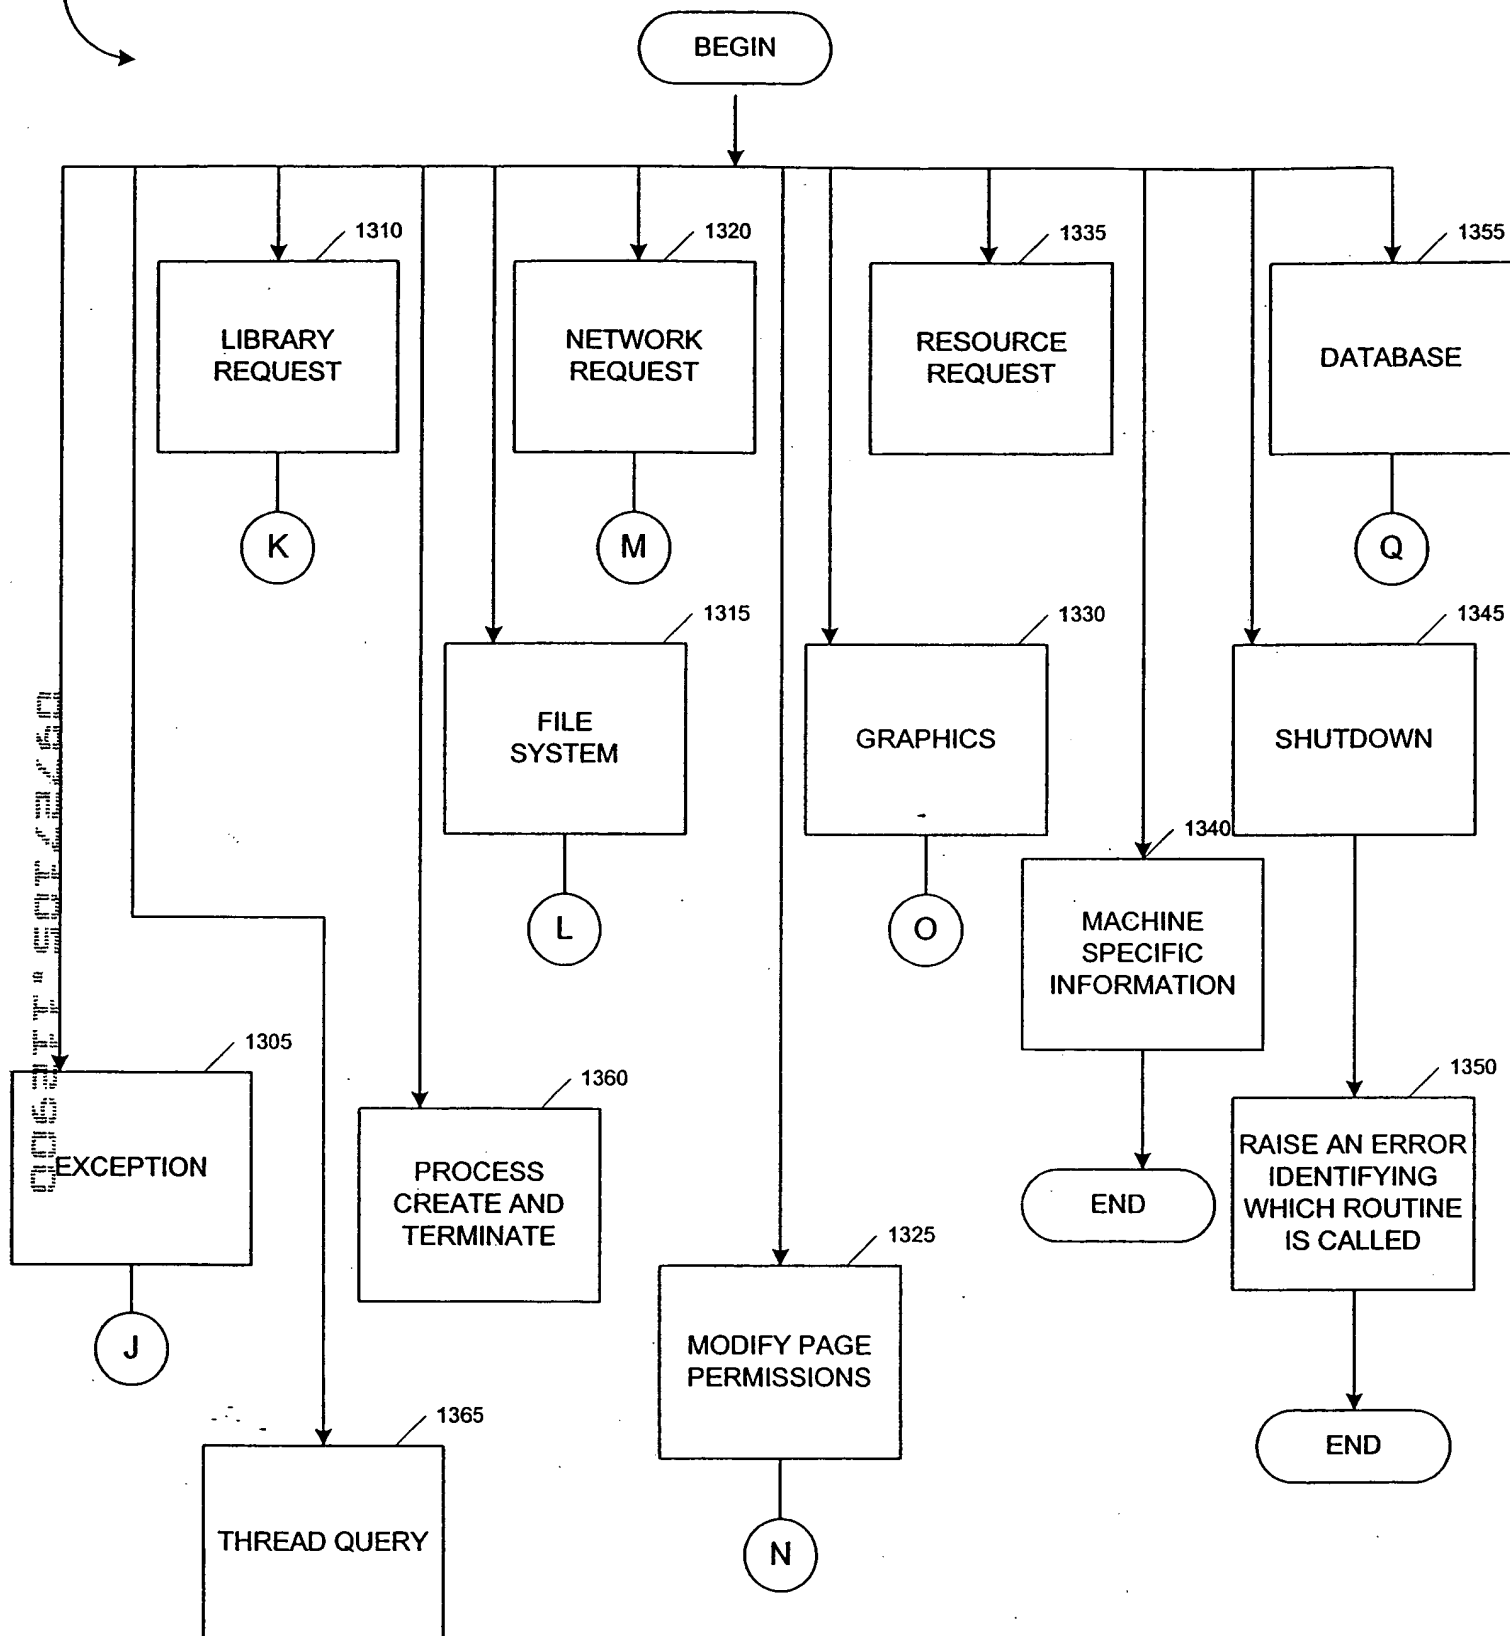 BEGIN
1310
1320
1335
1355
LIBRARY
REQUEST
NETWORK
REQUEST
RESOURCE
REQUEST
DATABASE
K
M
Q
1315
1330
1345
FILE
SYSTEM
GRAPHICS
SHUTDOWN
1340
L
O
MACHINE
SPECIFIC
INFORMATION
1305
1360
1350
EXCEPTION
PROCESS
CREATE AND
TERMINATE
END
RAISE AN ERROR
IDENTIFYING
WHICH ROUTINE
IS CALLED
1325
J
MODIFY PAGE
PERMISSIONS
1365
END
THREAD QUERY
N